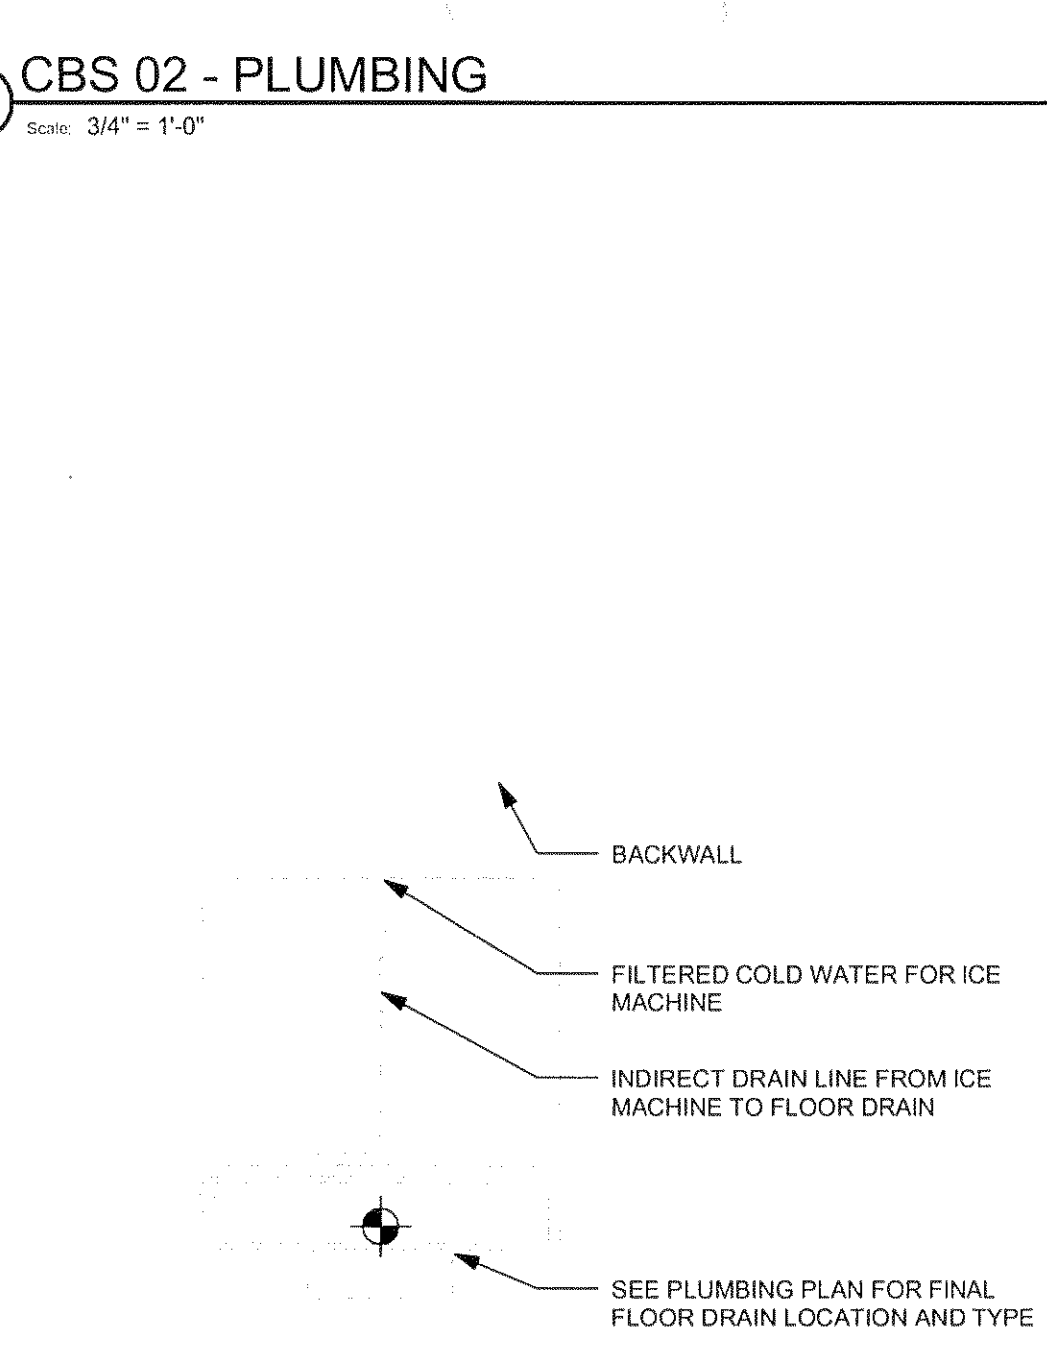 CBS 02 - PLUMBING
Scale: 3/4" = 1'-0"
BACKWALL
FILTERED COLD WATER FOR ICE
MACHINE
INDIRECT DRAIN LINE FROM ICE
MACHINE TO FLOOR DRAIN
SEE PLUMBING PLAN FOR FINAL
FLOOR DRAIN LOCATION AND TYPE